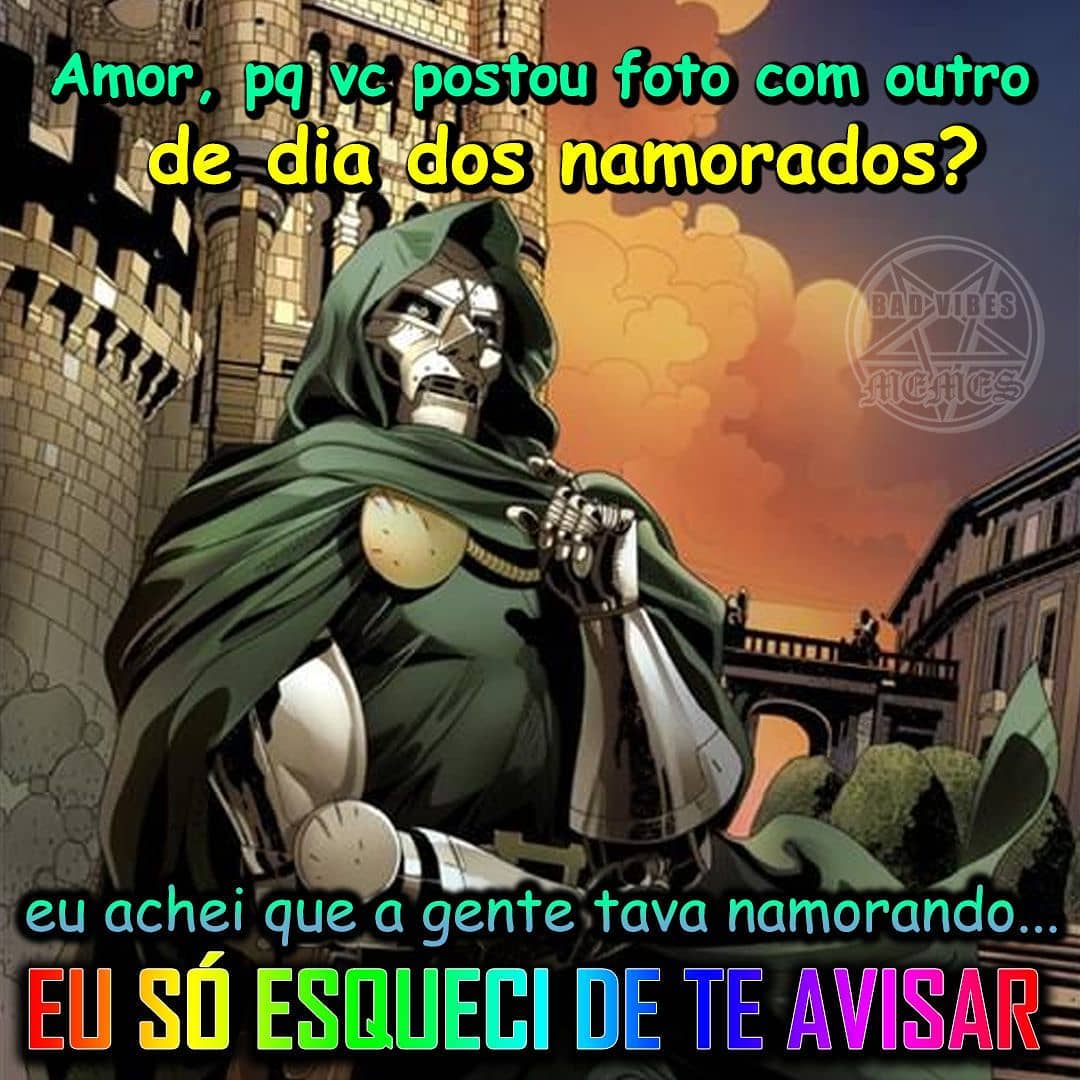 Amor, pq vc postou foto com outro
de dia dos namorados?
BAD VIBES
MEMES
eu achei que a gente tava namorando...
EU SÓ ESQUECI DE TE AVISAR